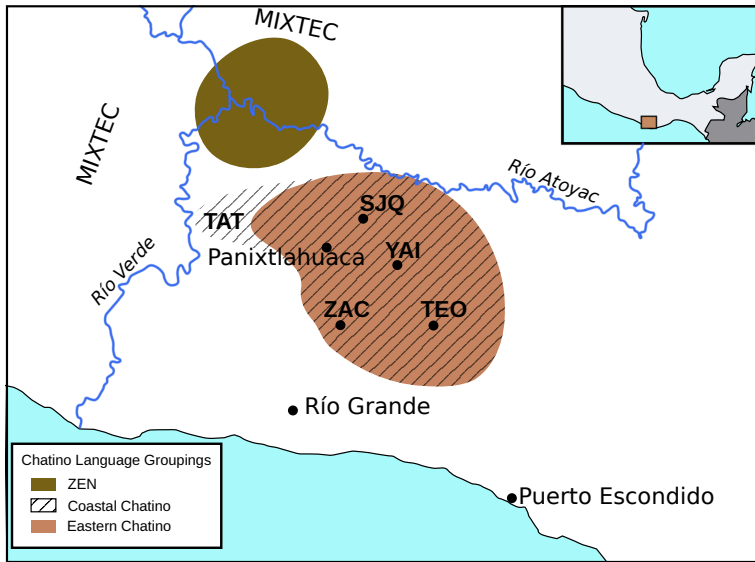 MIXTEC
MIXTEC
Río Atoyac
SJQ
TAT
YAI
Panixtlahuaca
Río Verde
ZAC
TEO
Río Grande
Chatino Language Groupings
ZEN
Coastal Chatino
Eastern Chatino
Puerto Escondido